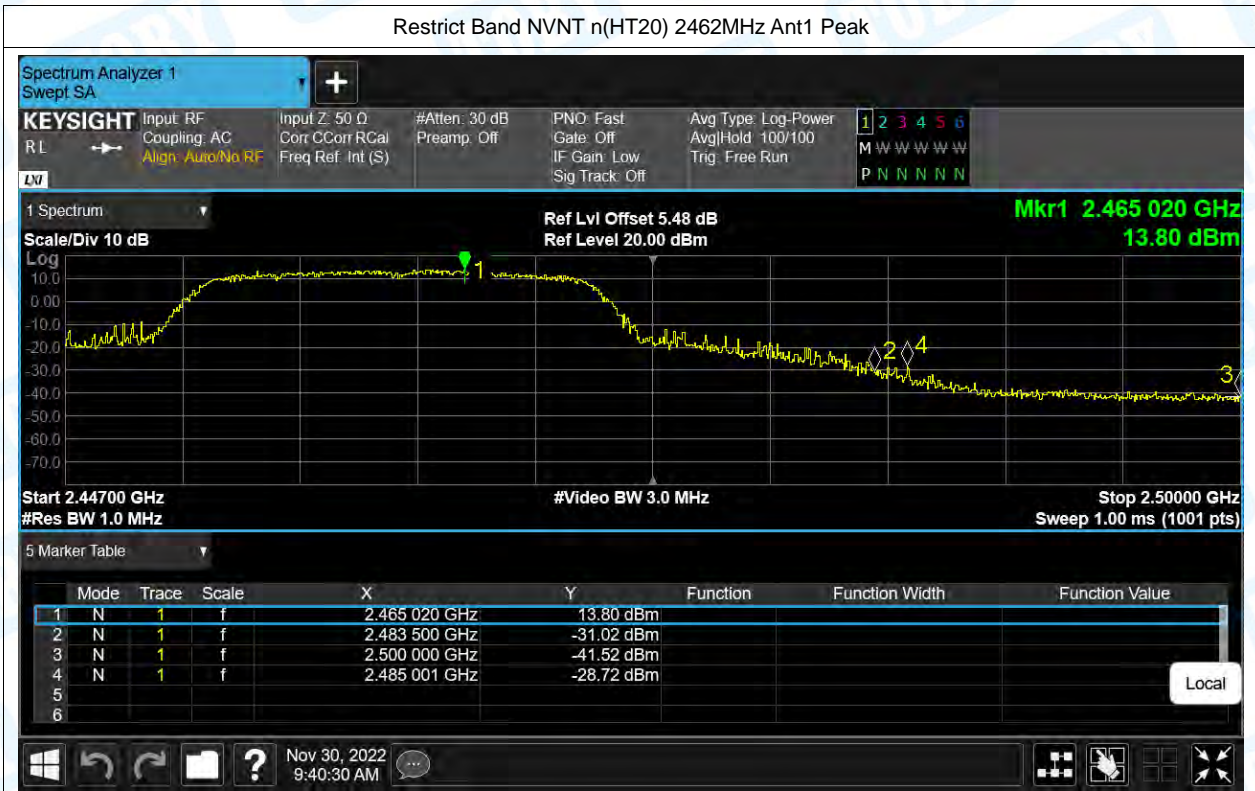 Restrict Band NVNT n(HT20) 2462MHz Ant1 Peak
Spectrum Analyzer 1
Swept SA
+
KEYSIGHT Input: RF Input Z: 50 Ω #Atten: 30 dB PNO: Fast Avg Type: Log-Power 1 2 3 4 5 6
R L Coupling: AC Corr CCorr RCal Preamp: Off Gate: Off Avg|Hold: 100/100 M W W W W W W
Align: Auto/No RF Freq Ref: Int (S) IF Gain: Low Trig: Free Run
LXI Sig Track: Off P N N N N N
1 Spectrum Ref Lvl Offset 5.48 dB Mkr1 2.465 020 GHz
Scale/Div 10 dB Ref Level 20.00 dBm 13.80 dBm
Log
10.0
0.00
-10.0
-20.0
-30.0
-40.0
-50.0
-60.0
-70.0
1
2 4
3
Start 2.44700 GHz #Video BW 3.0 MHz Stop 2.50000 GHz
#Res BW 1.0 MHz Sweep 1.00 ms (1001 pts)
5 Marker Table
Mode Trace Scale X Y Function Function Width Function Value
1 N 1 f 2.465 020 GHz 13.80 dBm
2 N 1 f 2.483 500 GHz -31.02 dBm
3 N 1 f 2.500 000 GHz -41.52 dBm
4 N 1 f 2.485 001 GHz -28.72 dBm
5
6
Local
? Nov 30, 2022
9:40:30 AM